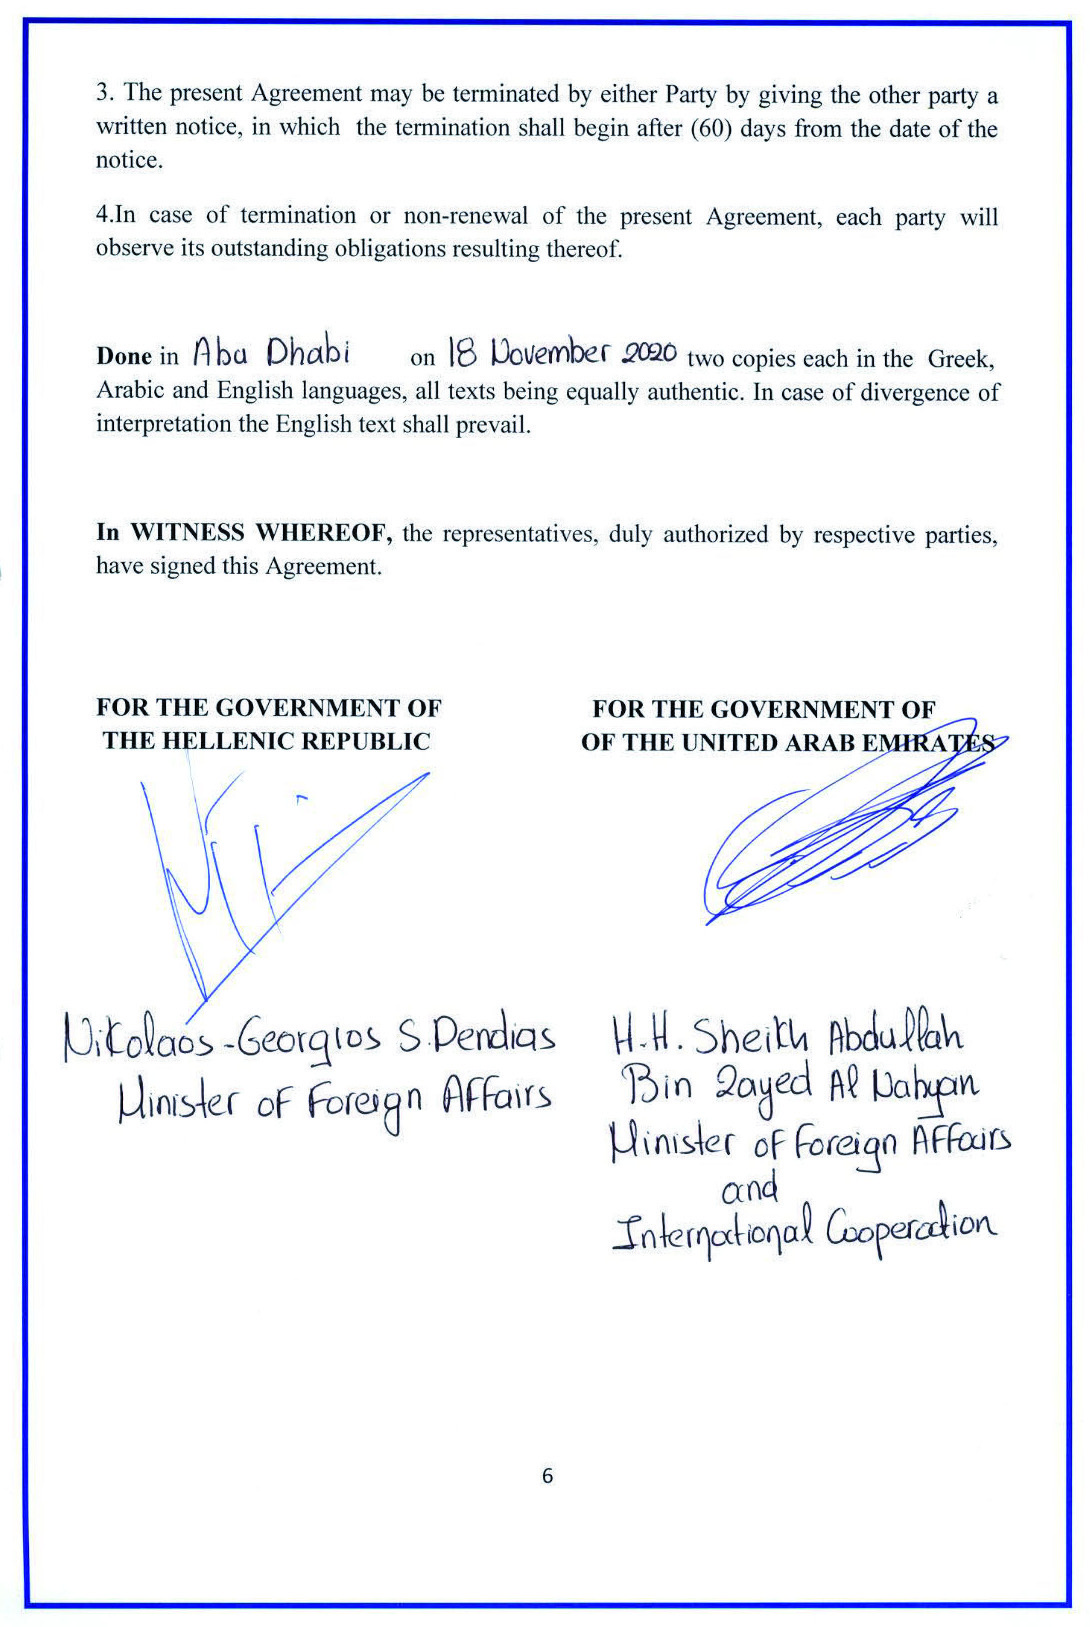 3. The present Agreement may be terminated by either Party by giving the other party a
written notice, in which the termination shall begin after (60) days from the date of the
notice.
4.In case of termination or non-renewal of the present Agreement, each party will
observe its outstanding obligations resulting thereof.
Done in Abu Dhabi on 18 November 2020 two copies each in the Greek,
Arabic and English languages, all texts being equally authentic. In case of divergence of
interpretation the English text shall prevail.
In WITNESS WHEREOF, the representatives, duly authorized by respective parties,
have signed this Agreement.
FOR THE GOVERNMENT OF
THE HELLENIC REPUBLIC
Nikolaos-Georgios S.Dendias
Minister of Foreign Affairs
FOR THE GOVERNMENT OF
OF THE UNITED ARAB EMIRATES
H.H. Sheikh Abdullah
Bin Zayed Al Nahyan
Minister of Foreign Affairs
and
International Cooperation
6